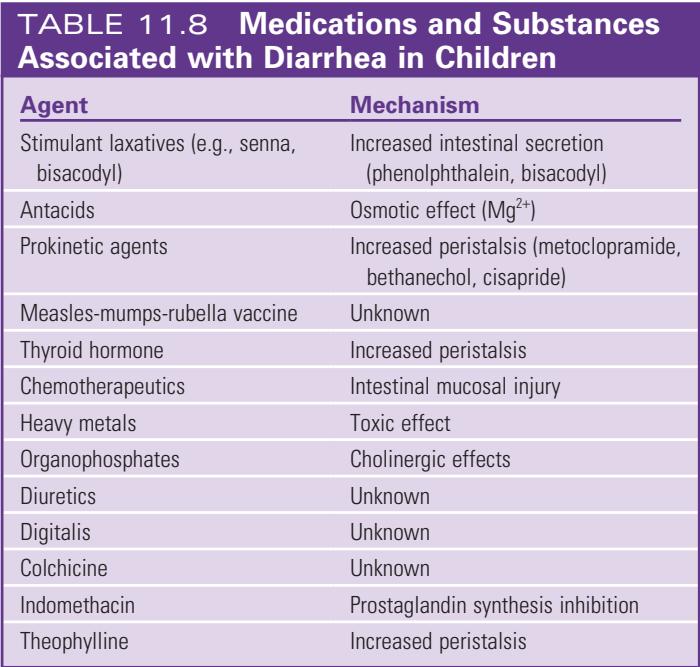 TABLE 11.8 Medications and Substances
Associated with Diarrhea in Children
Agent Mechanism
Stimulant laxatives (e.g., senna, Increased intestinal secretion
bisacodyl) (phenolphthalein, bisacodyl)
Antacids Osmotic effect (Mg²⁺)
Prokinetic agents Increased peristalsis (metoclopramide,
bethanechol, cisapride)
Measles-mumps-rubella vaccine Unknown
Thyroid hormone Increased peristalsis
Chemotherapeutics Intestinal mucosal injury
Heavy metals Toxic effect
Organophosphates Cholinergic effects
Diuretics Unknown
Digitalis Unknown
Colchicine Unknown
Indomethacin Prostaglandin synthesis inhibition
Theophylline Increased peristalsis